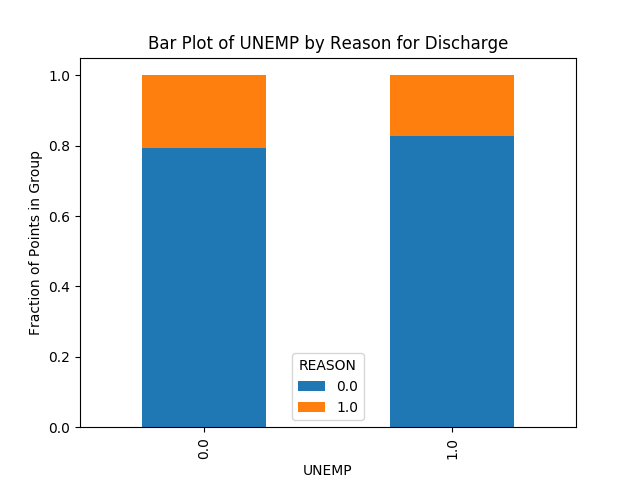 Bar Plot of UNEMP by Reason for Discharge
Fraction of Points in Group
1.0
0.8
0.6
0.4
0.2
0.0
REASON
0.0
1.0
0.0
1.0
UNEMP